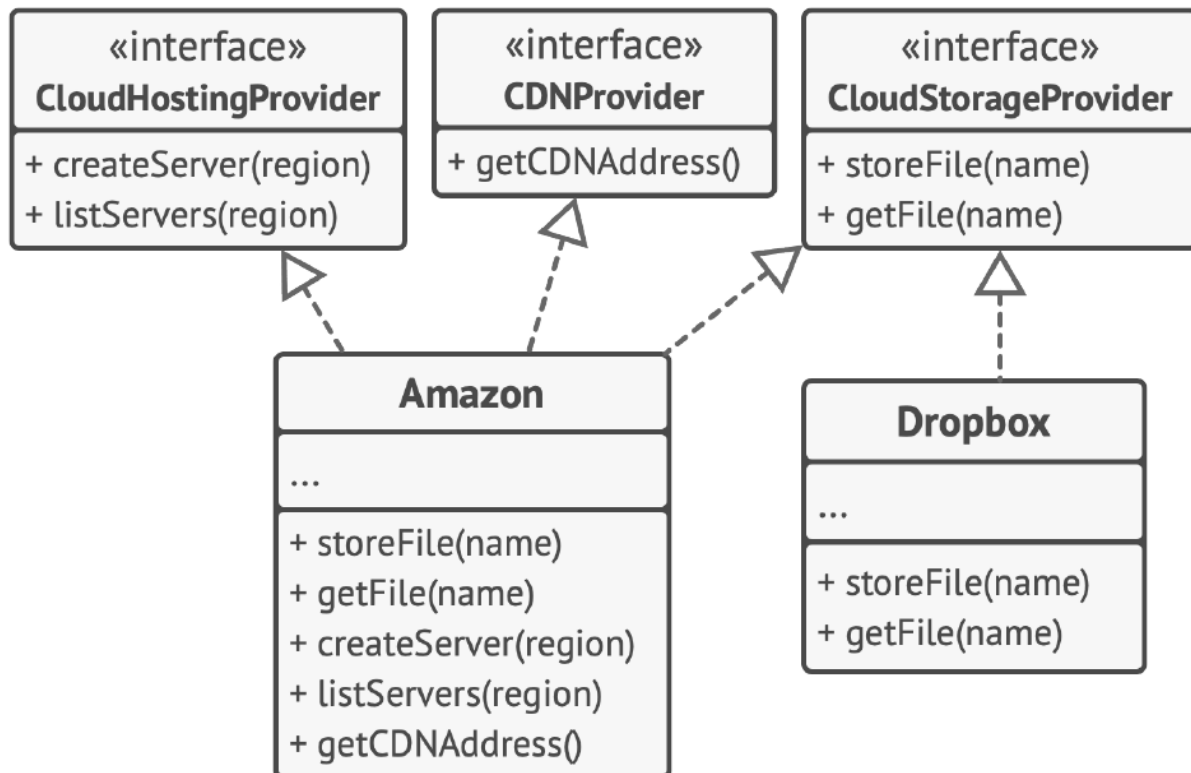 «interface»
CloudHostingProvider
+ createServer(region)
+ listServers(region)
«interface»
CDNProvider
+ getCDNAddress()
«interface»
CloudStorageProvider
+ storeFile(name)
+ getFile(name)
Amazon
...
+ storeFile(name)
+ getFile(name)
+ createServer(region)
+ listServers(region)
+ getCDNAddress()
Dropbox
...
+ storeFile(name)
+ getFile(name)